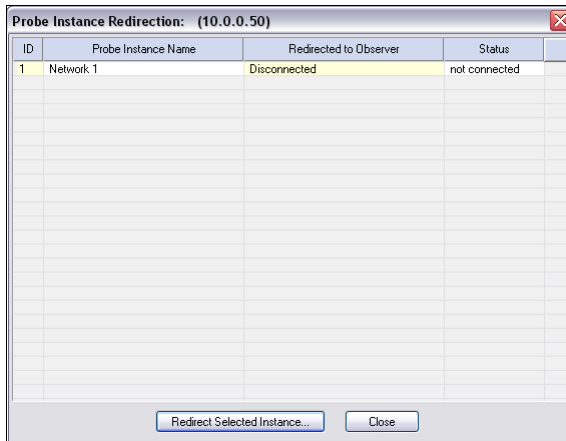 Probe Instance Redirection: (10.0.0.50)
ID Probe Instance Name Redirected to Observer Status
1 Network 1 Disconnected not connected
Redirect Selected Instance... Close